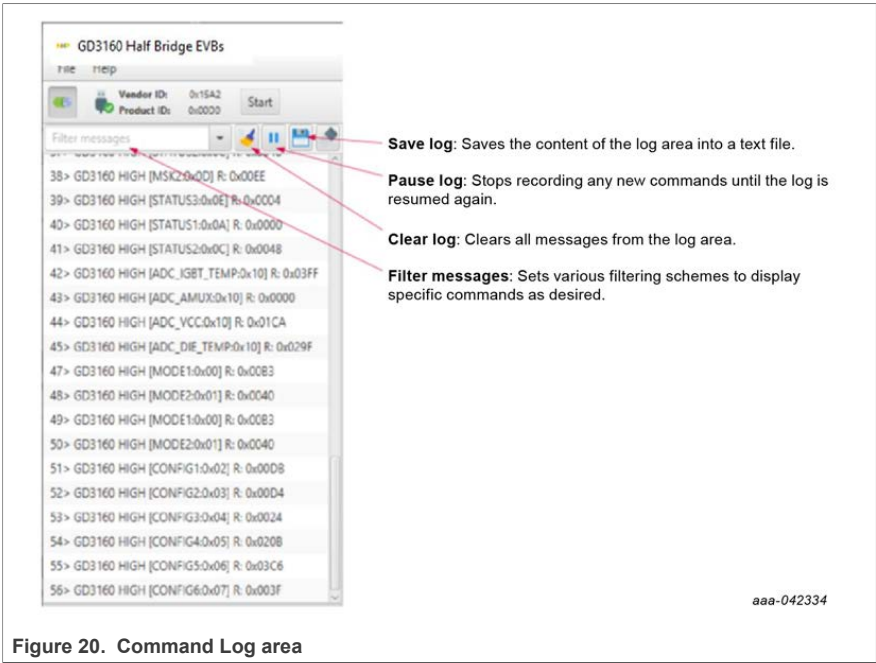 GD3160 Half Bridge EVBs
File Help
Vendor ID: 0x15A2
Product ID: 0x00D0
Start
Filter messages
38> GD3160 HIGH [MSK2:0x0D] R: 0x00EE
39> GD3160 HIGH [STATUS3:0x0E] R: 0x0004
40> GD3160 HIGH [STATUS1:0x0A] R: 0x0000
41> GD3160 HIGH [STATUS2:0x0C] R: 0x0048
42> GD3160 HIGH [ADC_IGBT_TEMP:0x10] R: 0x03FF
43> GD3160 HIGH [ADC_AMUX:0x10] R: 0x0000
44> GD3160 HIGH [ADC_VCC:0x10] R: 0x01CA
45> GD3160 HIGH [ADC_DIE_TEMP:0x10] R: 0x029F
47> GD3160 HIGH [MODE1:0x00] R: 0x00B3
48> GD3160 HIGH [MODE2:0x01] R: 0x0040
49> GD3160 HIGH [MODE1:0x00] R: 0x00B3
50> GD3160 HIGH [MODE2:0x01] R: 0x0040
51> GD3160 HIGH [CONFIG1:0x02] R: 0x00DB
52> GD3160 HIGH [CONFIG2:0x03] R: 0x00D4
53> GD3160 HIGH [CONFIG3:0x04] R: 0x0024
54> GD3160 HIGH [CONFIG4:0x05] R: 0x020B
55> GD3160 HIGH [CONFIG5:0x06] R: 0x03C6
56> GD3160 HIGH [CONFIG6:0x07] R: 0x003F
Save log: Saves the content of the log area into a text file.
Pause log: Stops recording any new commands until the log is
resumed again.
Clear log: Clears all messages from the log area.
Filter messages: Sets various filtering schemes to display
specific commands as desired.
aaa-042334
Figure 20. Command Log area